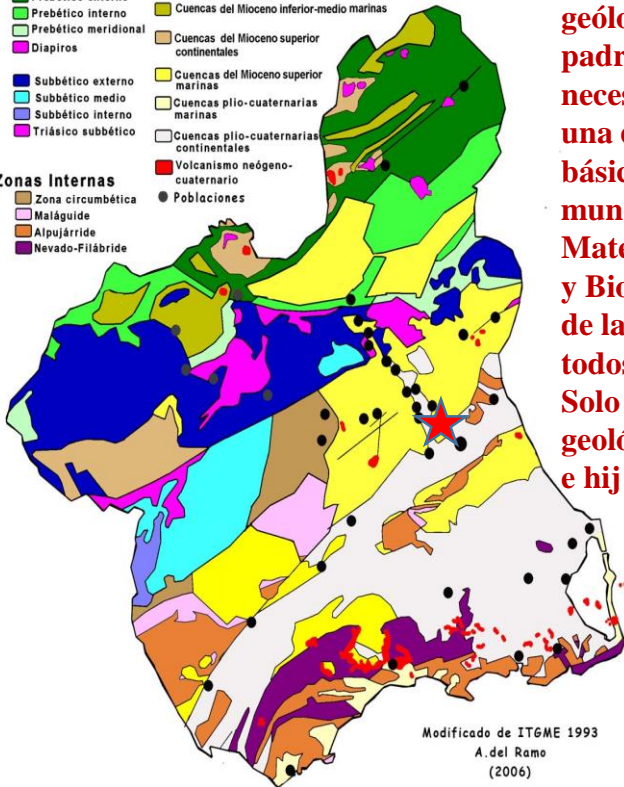 Prebético interno
Prebético meridional
Diapiros
Subbético externo
Subbético medio
Subbético interno
Triásico subbético
Zonas Internas
Zona circumbética
Maláguide
Alpujárride
Nevado-Filábride
Cuencas del Mioceno inferior-medio marinas
Cuencas del Mioceno superior
continentales
Cuencas del Mioceno superior
marinas
Cuencas plio-cuaternarias
marinas
Cuencas plio-cuaternarias
continentales
Volcanismo neógeno-
cuaternario
Poblaciones
geólo
padr
neces
una
básic
mun
Mate
y Bio
de la
todos
Solo
geoló
e hij
Modificado de ITGME 1993
A.del Ramo
(2006)